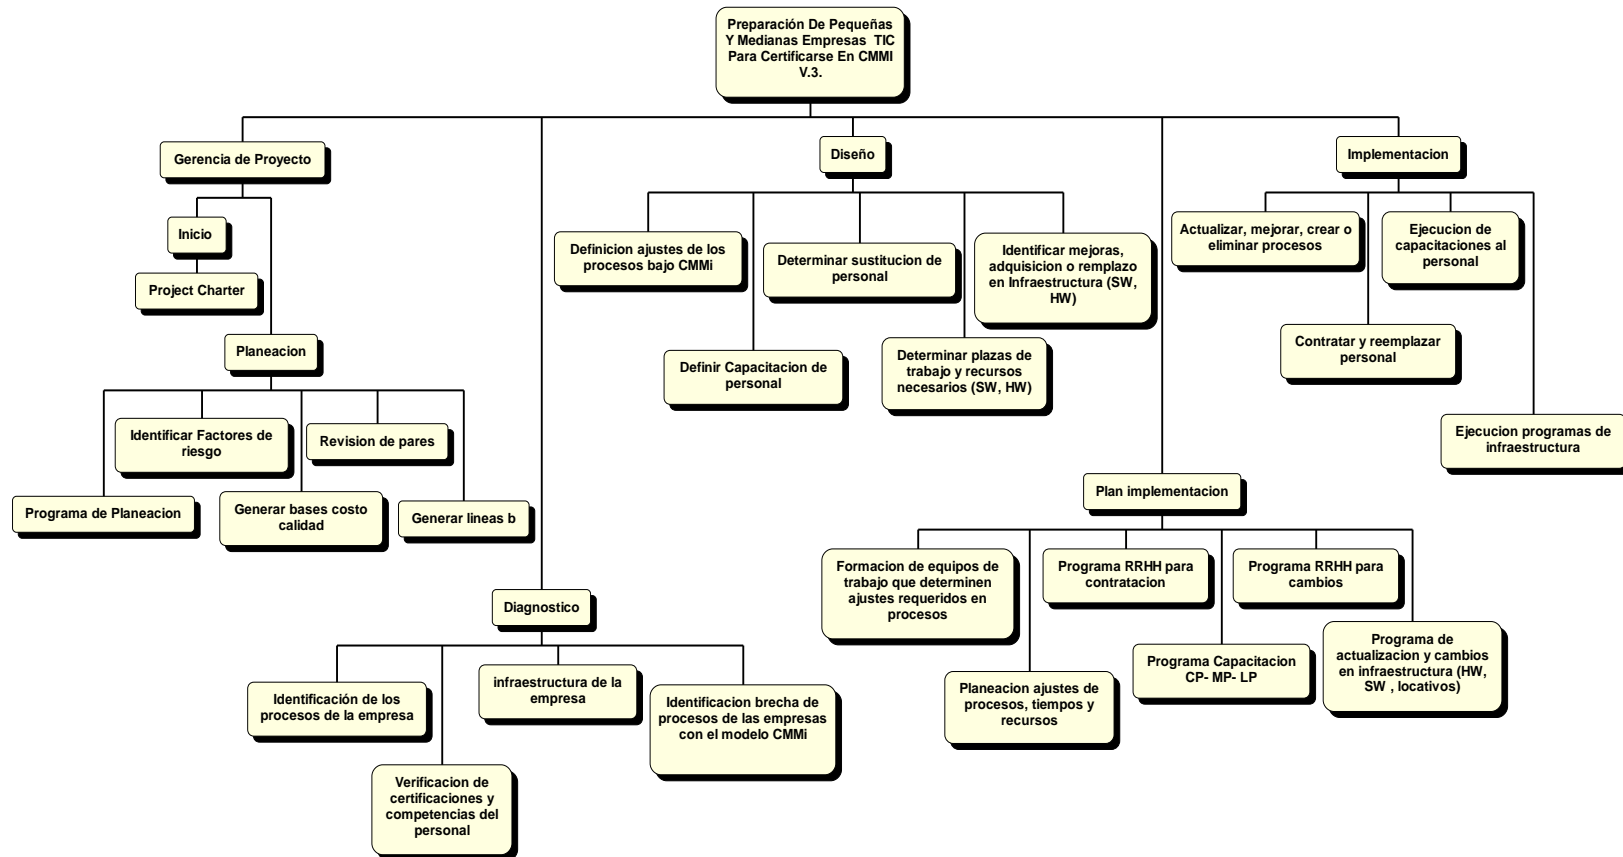 Preparación De Pequeñas
Y Medianas Empresas TIC
Para Certificarse En CMMI
V.3.
Gerencia de Proyecto
Inicio
Project Charter
Planeacion
Programa de Planeacion
Identificar Factores de
riesgo
Generar bases costo
calidad
Revision de pares
Generar lineas b
Diagnostico
Identificación de los
procesos de la empresa
Verificacion de
certificaciones y
competencias del
personal
infraestructura de la
empresa
Identificacion brecha de
procesos de las empresas
con el modelo CMMi
Diseño
Definicion ajustes de los
procesos bajo CMMi
Definir Capacitacion de
personal
Determinar sustitucion de
personal
Determinar plazas de
trabajo y recursos
necesarios (SW, HW)
Identificar mejoras,
adquisicion o remplazo
en Infraestructura (SW,
HW)
Plan implementacion
Formacion de equipos de
trabajo que determinen
ajustes requeridos en
procesos
Planeacion ajustes de
procesos, tiempos y
recursos
Programa RRHH para
contratacion
Programa Capacitacion
CP- MP- LP
Programa RRHH para
cambios
Programa de
actualizacion y cambios
en infraestructura (HW,
SW , locativos)
Implementacion
Actualizar, mejorar, crear o
eliminar procesos
Contratar y reemplazar
personal
Ejecucion de
capacitaciones al
personal
Ejecucion programas de
infraestructura